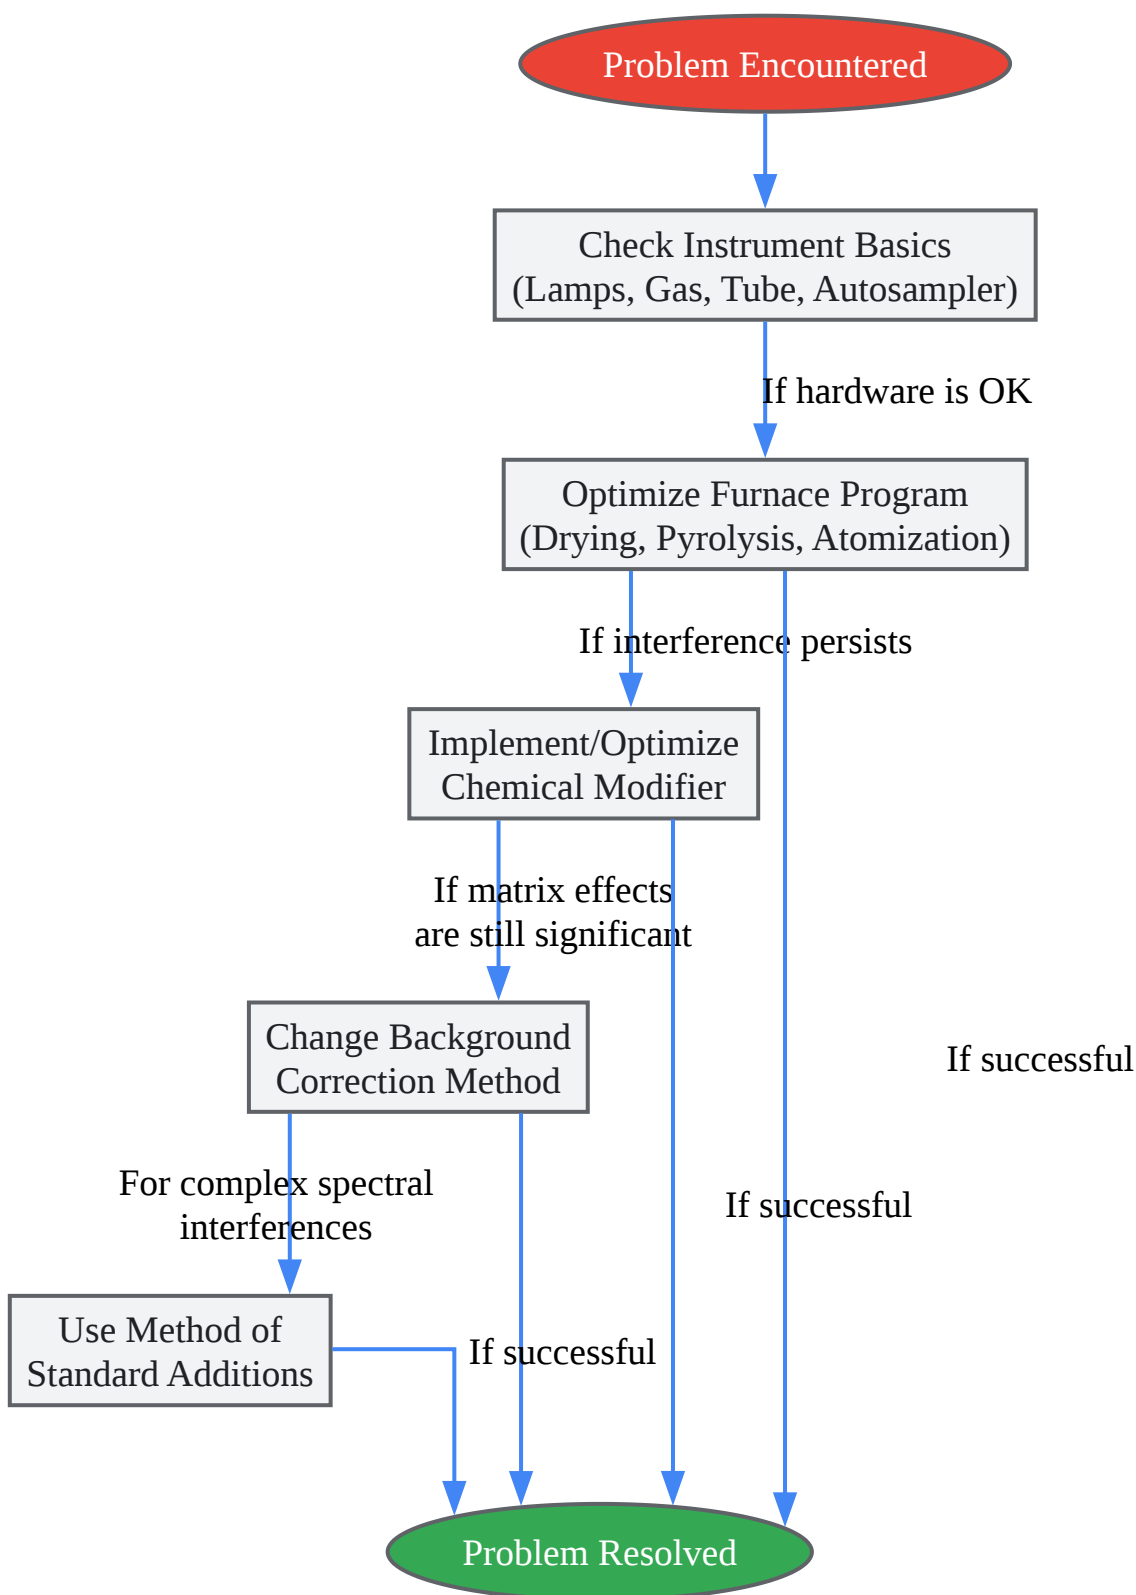 Problem Encountered
Check Instrument Basics
(Lamps, Gas, Tube, Autosampler)
If hardware is OK
Optimize Furnace Program
(Drying, Pyrolysis, Atomization)
If interference persists
Implement/Optimize
Chemical Modifier
If matrix effects
are still significant
Change Background
Correction Method
If successful
For complex spectral
interferences
If successful
Use Method of
Standard Additions
If successful
Problem Resolved